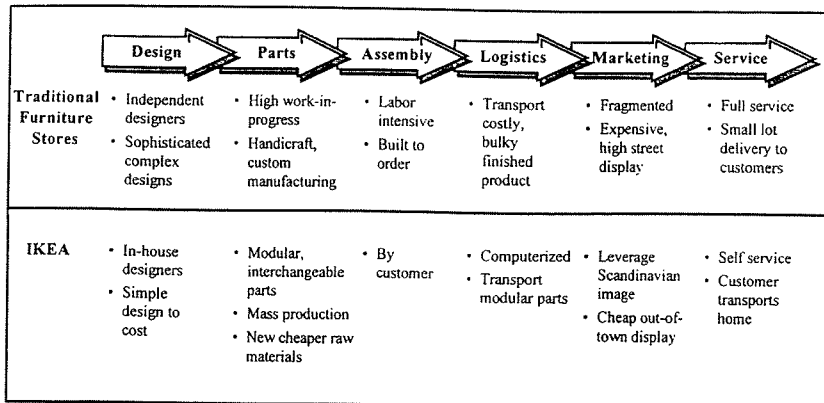 Design Parts Assembly Logistics Marketing Service
Traditional
Furniture
Stores
• Independent
designers
• Sophisticated
complex
designs
• High work-in-
progress
• Handicraft,
custom
manufacturing
• Labor
intensive
• Built to
order
• Transport
costly,
bulky
finished
product
• Fragmented
• Expensive,
high street
display
• Full service
• Small lot
delivery to
customers
IKEA
• In-house
designers
• Simple
design to
cost
• Modular,
interchangeable
parts
• Mass production
• New cheaper raw
materials
• By
customer
• Computerized
• Transport
modular parts
• Leverage
Scandinavian
image
• Cheap out-of-
town display
• Self service
• Customer
transports
home